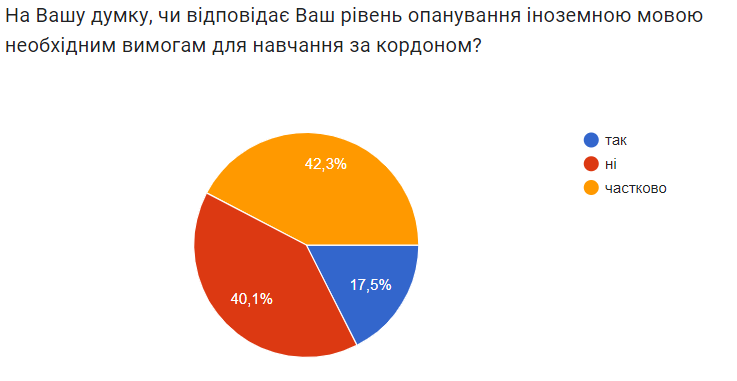 На Вашу думку, чи відповідає Ваш рівень опанування іноземною мовою
необхідним вимогам для навчання за кордоном?
42,3%
40,1%
17,5%
так
ні
частково